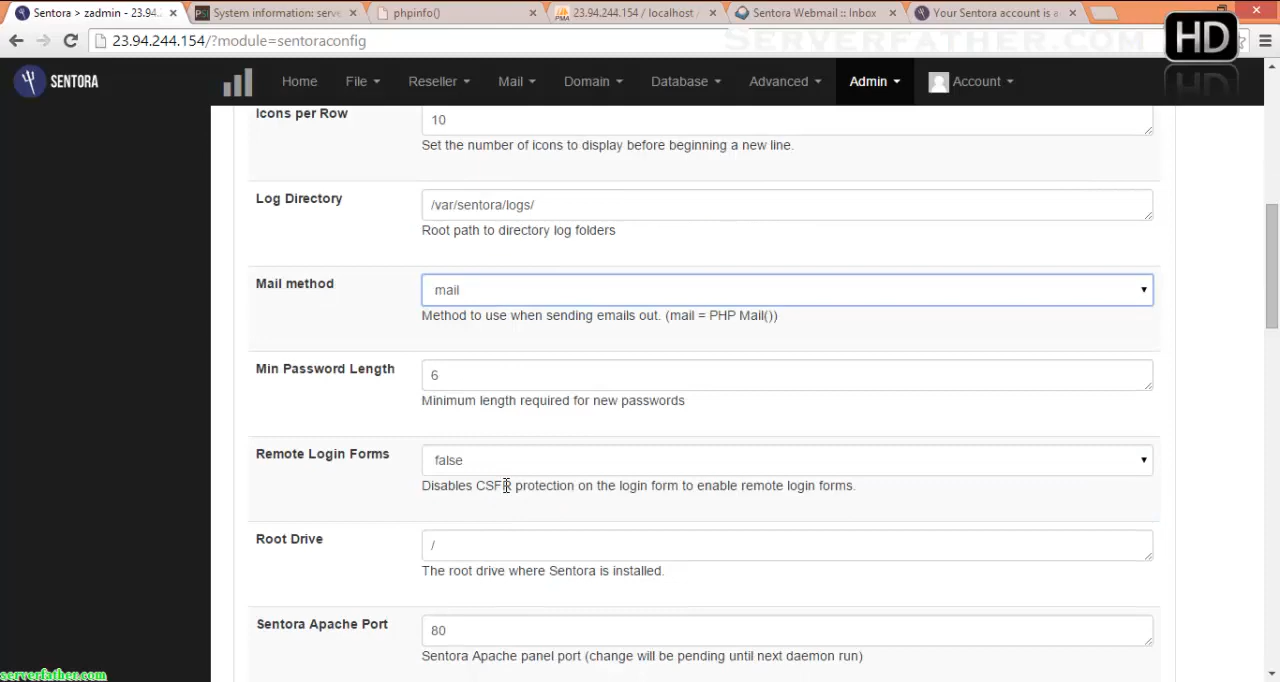 Sentora > zadmin - 23.94.
System information: serve
phpinfo()
PMA
23.94.244.154 / localhost /
Sentora Webmail :: Inbox
Your Sentora account is a
23.94.244.154/?module=sentoraconfig
SERVERFATHER.COM
HD
SENTORA
Home
File
Reseller
Mail
Domain
Database
Advanced
Admin
Account
Icons per Row
10
Set the number of icons to display before beginning a new line.
Log Directory
/var/sentora/logs/
Root path to directory log folders
Mail method
mail
Method to use when sending emails out. (mail = PHP Mail())
Min Password Length
6
Minimum length required for new passwords
Remote Login Forms
false
Disables CSFR protection on the login form to enable remote login forms.
Root Drive
/
The root drive where Sentora is installed.
Sentora Apache Port
80
Sentora Apache panel port (change will be pending until next daemon run)
serverfather.com